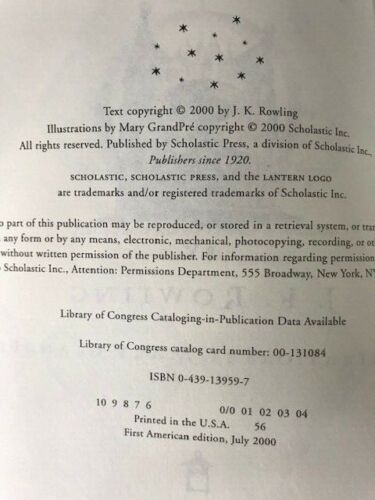 Text copyright © 2000 by J. K. Rowling
Illustrations by Mary GrandPré copyright © 2000 Scholastic Inc.
All rights reserved. Published by Scholastic Press, a division of Scholastic Inc.,
Publishers since 1920.
SCHOLASTIC, SCHOLASTIC PRESS, and the LANTERN LOGO
are trademarks and/or registered trademarks of Scholastic Inc.
part of this publication may be reproduced, or stored in a retrieval system, or
any form or by any means, electronic, mechanical, photocopying, recording, or
without written permission of the publisher. For information regarding permission
Scholastic Inc., Attention: Permissions Department, 555 Broadway, New York,
Library of Congress Cataloging-in-Publication Data Available
Library of Congress catalog card number: 00-131084
ISBN 0-439-13959-7
10 9 8 7 6 0/0 01 02 03 04
Printed in the U.S.A. 56
First American edition, July 2000